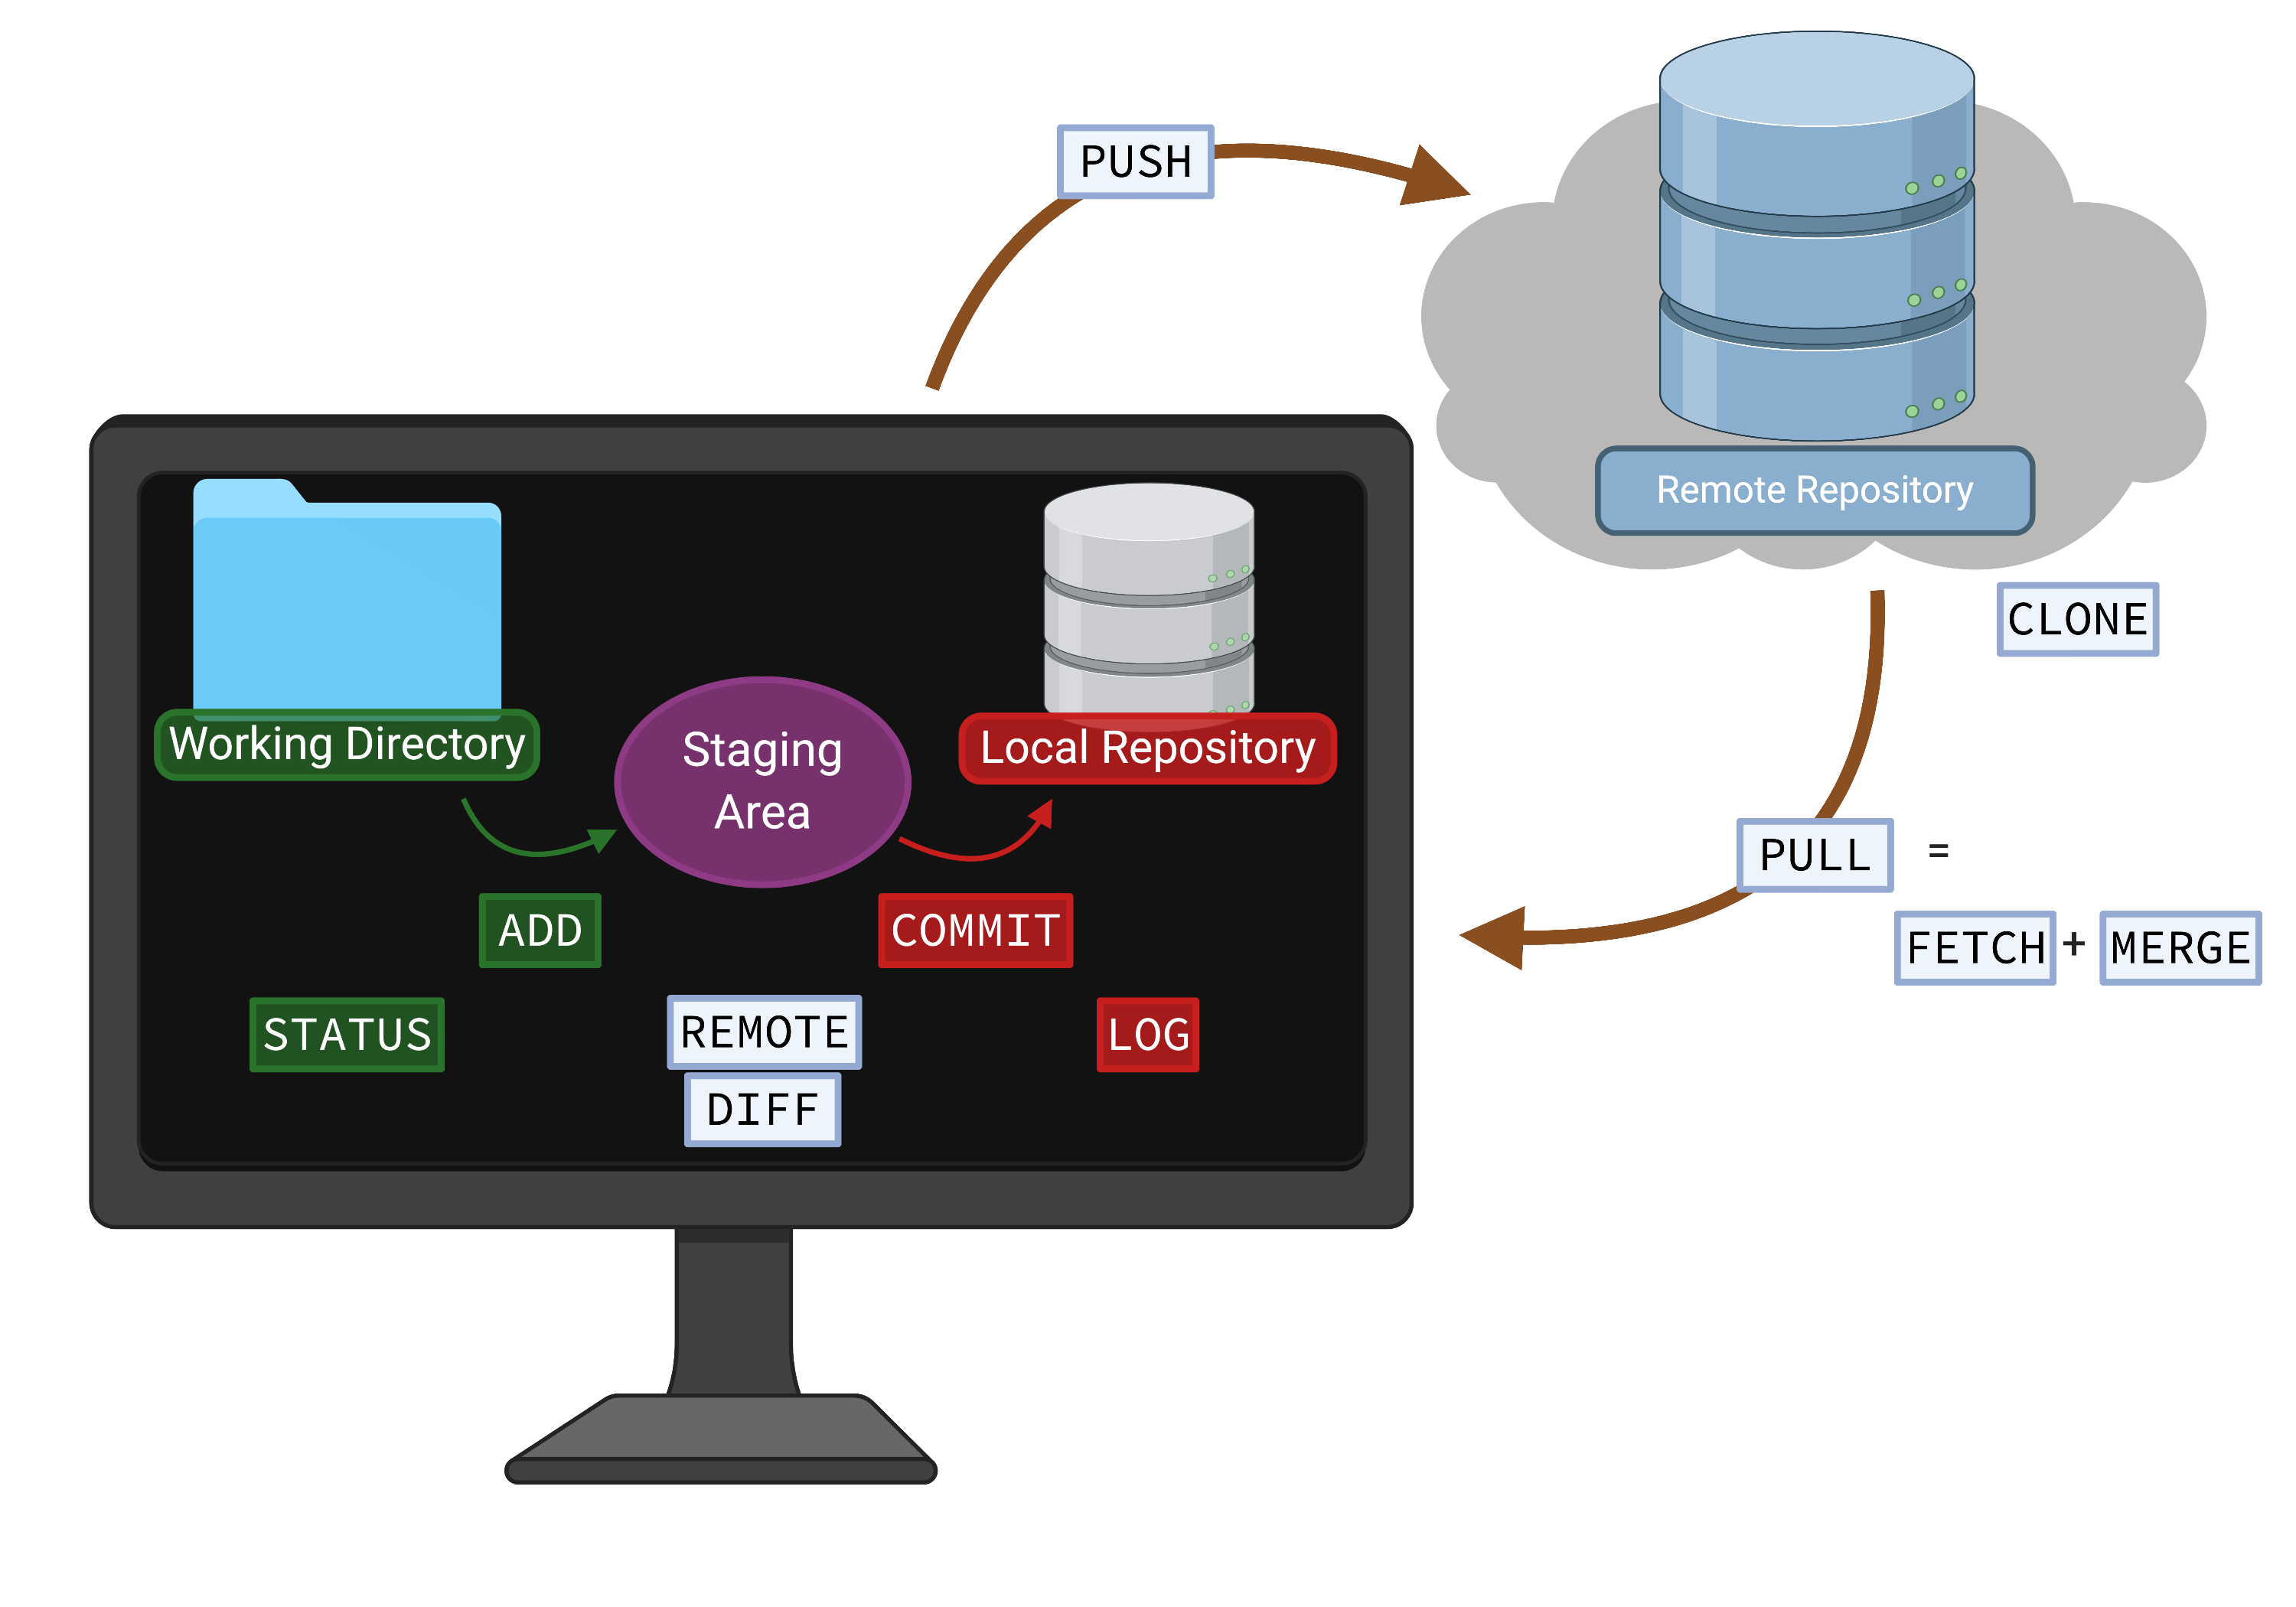 PUSH
Remote Repository
CLONE
Working Directory
Staging
Area
Local Repository
PULL =
FETCH + MERGE
ADD
COMMIT
STATUS
REMOTE
LOG
DIFF